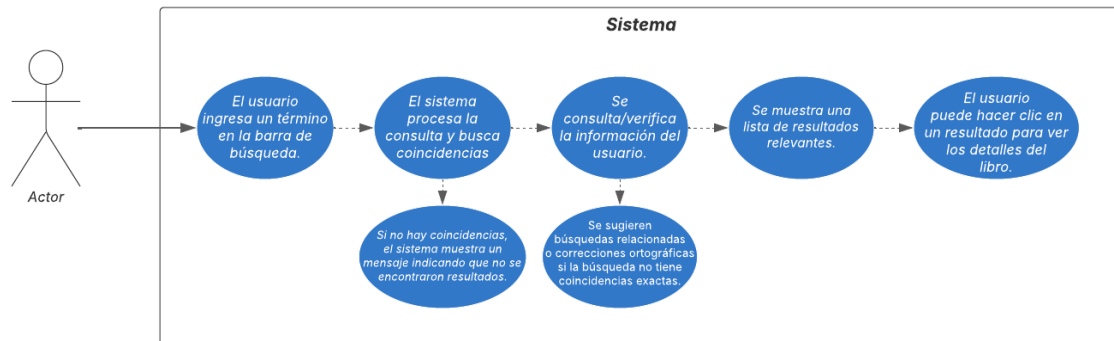 Sistema
El usuario
ingresa un término
en la barra de
búsqueda.
El sistema
procesa la
consulta y busca
coincidencias
Se
consulta/verifica
la información del
usuario.
Se muestra una
lista de resultados
relevantes.
El usuario
puede hacer clic en
un resultado para ver
los detalles del
libro.
Actor
Si no hay coincidencias,
el sistema muestra un
mensaje indicando que no se
encontraron resultados.
Se sugieren
búsquedas relacionadas
o correcciones ortográficas
si la búsqueda no tiene
coincidencias exactas.